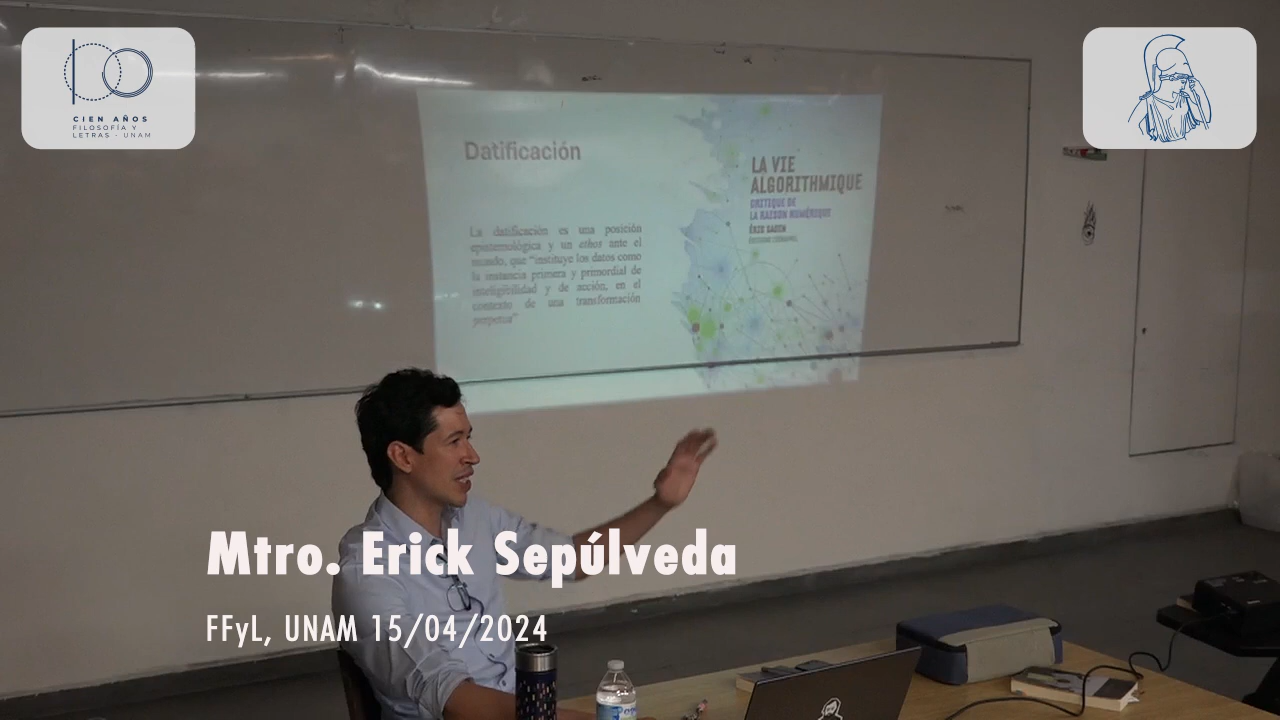 CIEN AÑOS
FILOSOFÍA Y
LETRAS - UNAM
Datificación
La datificación es una posición
epistemológica y un ethos ante el
mundo, que "instituye los datos como
la instancia primera y primordial de
inteligibilidad y de acción, en el
contexto de una transformación
perpetua"
LA VIE
ALGORITHMIQUE
CRITIQUE DE
LA RAISON NUMÉRIQUE
ÉRIC SADIN
Mtro. Erick Sepúlveda
FFyL, UNAM 15/04/2024